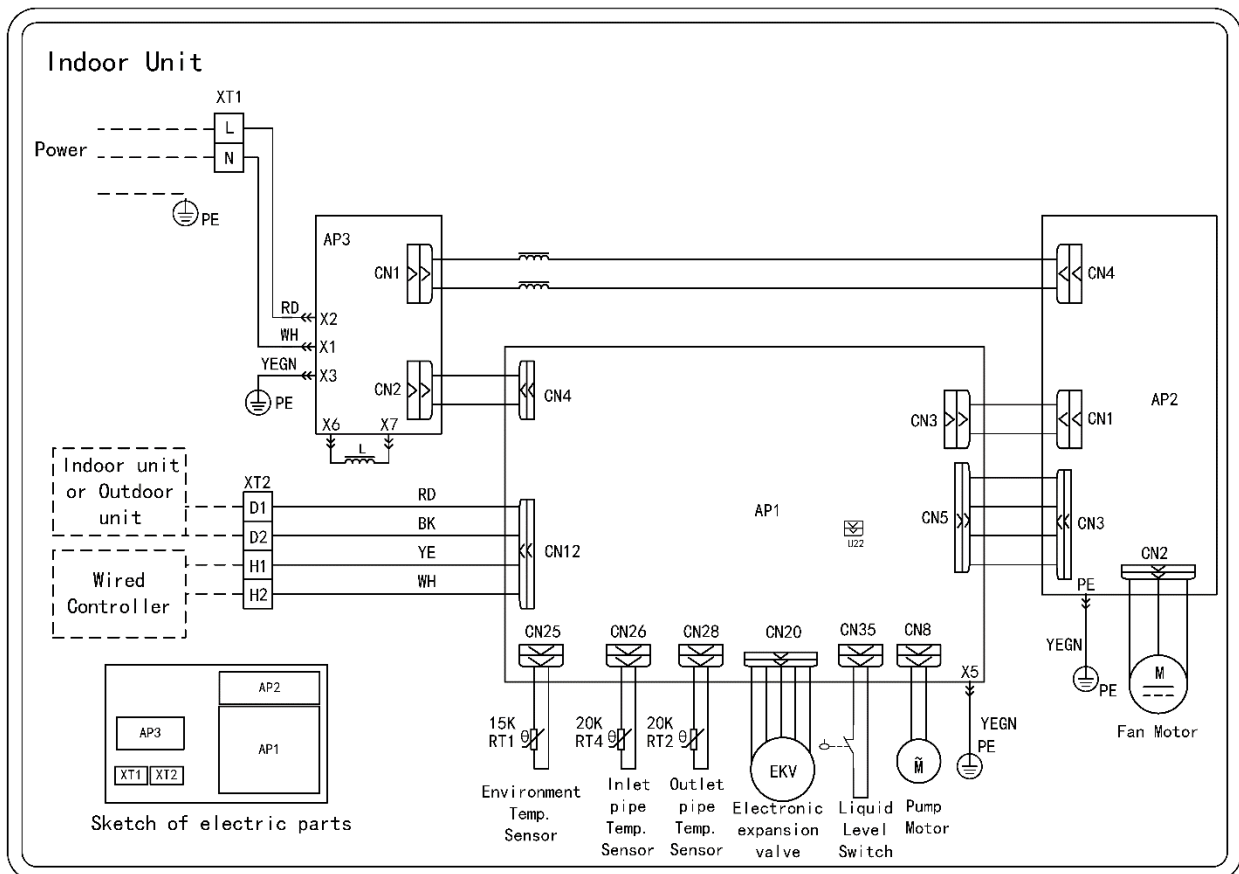 Indoor Unit
XT1
L
Power
N
PE
AP3
CN1
CN4
RD
X2
WH
X1
YEGN
X3
CN2
CN4
PE
X6
X7
L
CN3
CN1
AP2
Indoor unit
or Outdoor
unit
XT2
D1
RD
D2
BK
H1
YE
H2
WH
CN12
AP1
U22
CN5
CN3
Wired
Controller
CN2
PE
YEGN
PE
M
Fan Motor
CN25
CN26
CN28
CN20
CN35
CN8
X5
YEGN
PE
15K
RT1
θ
20K
RT4
θ
20K
RT2
θ
EKV
M̃
Environment
Temp.
Sensor
Inlet
pipe
Temp.
Sensor
Outlet
pipe
Temp.
Sensor
Electronic
expansion
valve
Liquid
Level
Switch
Pump
Motor
AP2
AP3
AP1
XT1
XT2
Sketch of electric parts